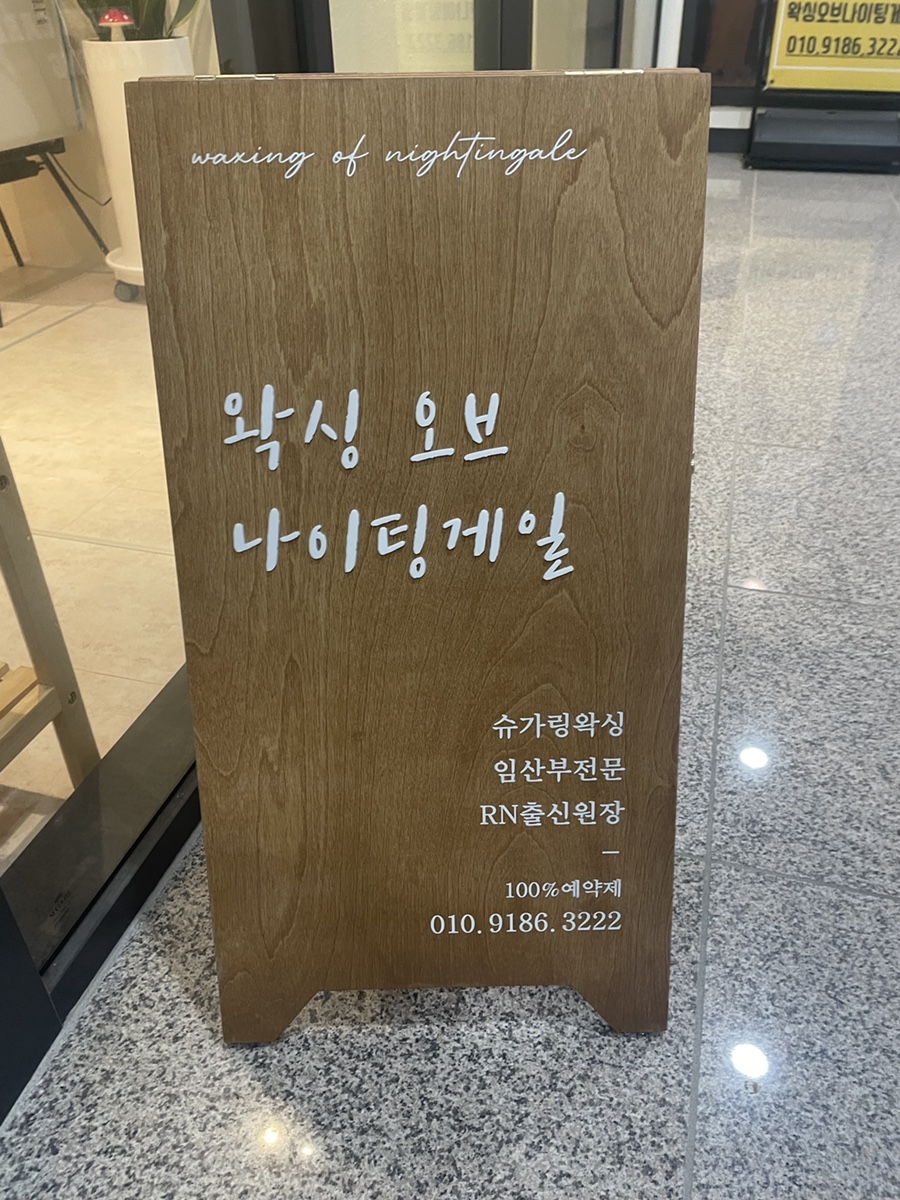 waxing of nightingale
왁싱 오브
나이팅게일
슈가링왁싱
임산부전문
RN출신원장
–
100%예약제
010.9186.3222
왁싱오브나이팅게
010.9186.322